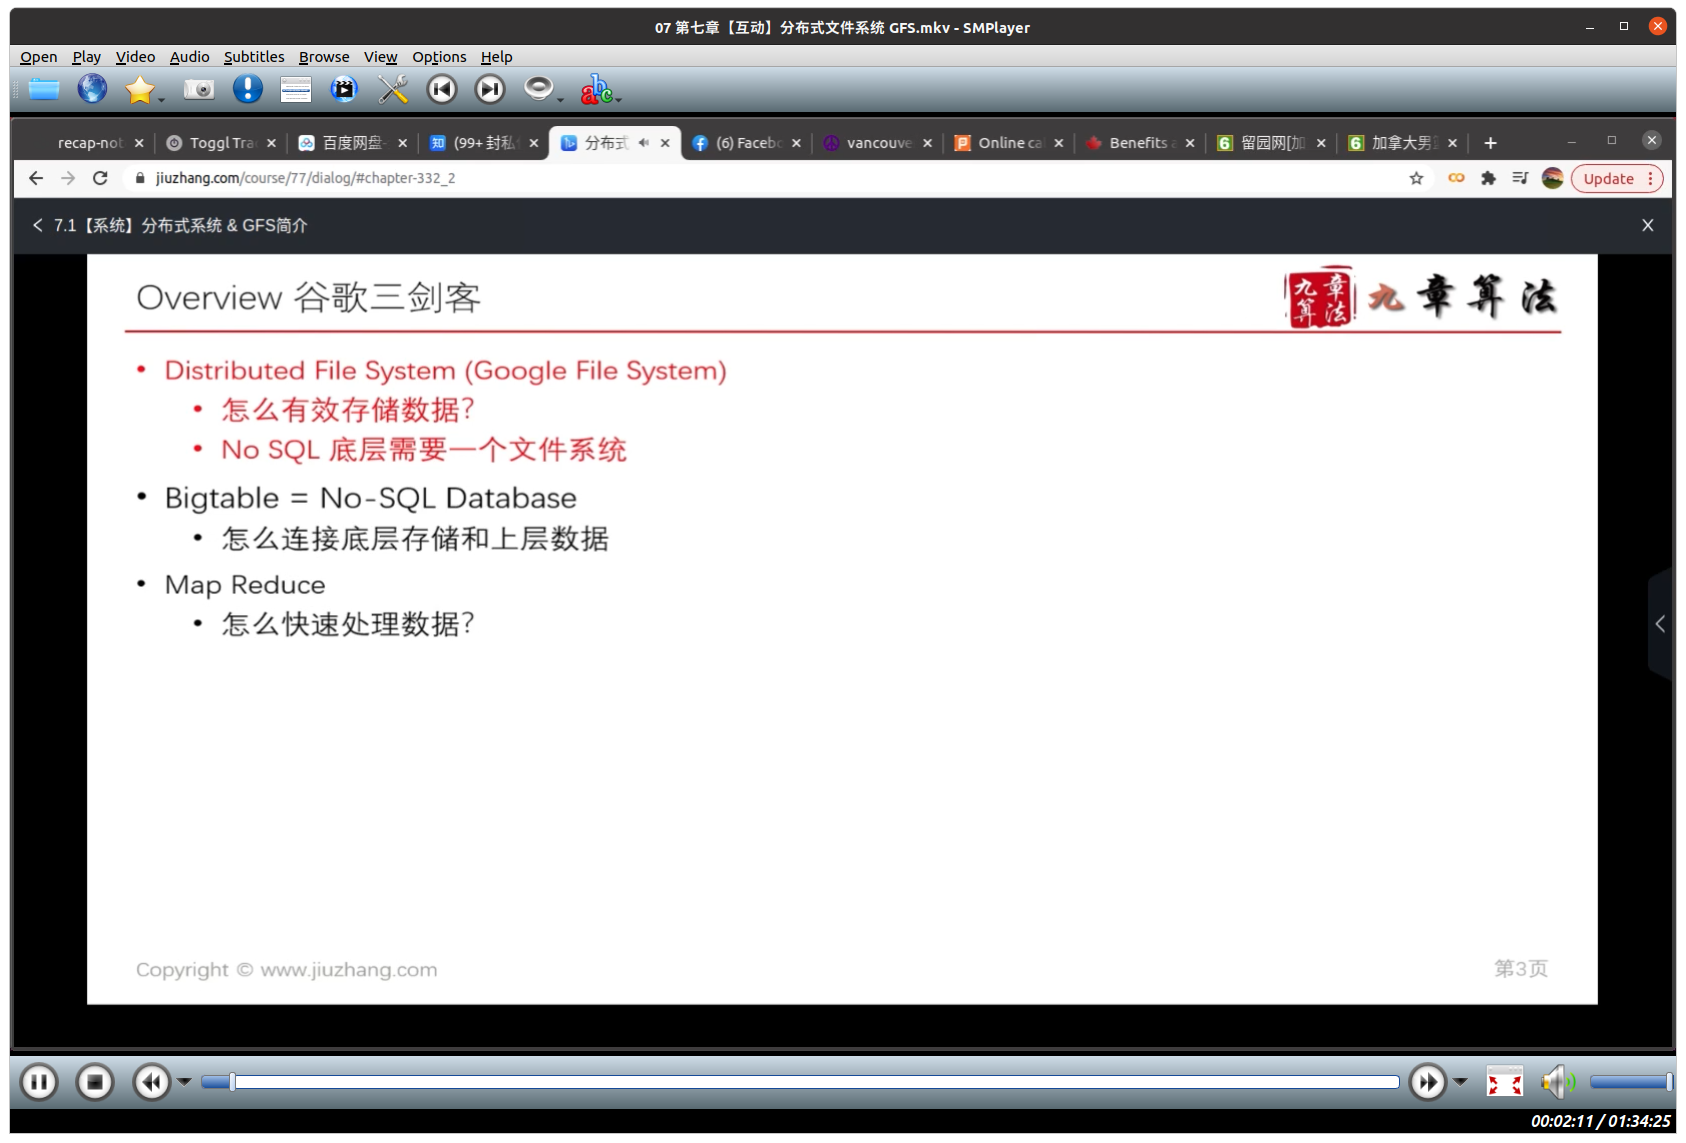 07 第七章【互动】分布式文件系统 GFS.mkv - SMPlayer
Open Play Video Audio Subtitles Browse View Options Help
recap-not Toggl Tra 百度网盘- (99+ 封私 分布式 (6) Facebo vancouve Online ca Benefits a 留园网[加 加拿大男
jiuzhang.com/course/77/dialog/#chapter-332_2 Update
7.1【系统】分布式系统 & GFS简介
Overview 谷歌三剑客
九章算法 九章算法
• Distributed File System (Google File System)
• 怎么有效存储数据?
• No SQL 底层需要一个文件系统
• Bigtable = No-SQL Database
• 怎么连接底层存储和上层数据
• Map Reduce
• 怎么快速处理数据?
Copyright © www.jiuzhang.com
第3页
00:02:11 / 01:34:25